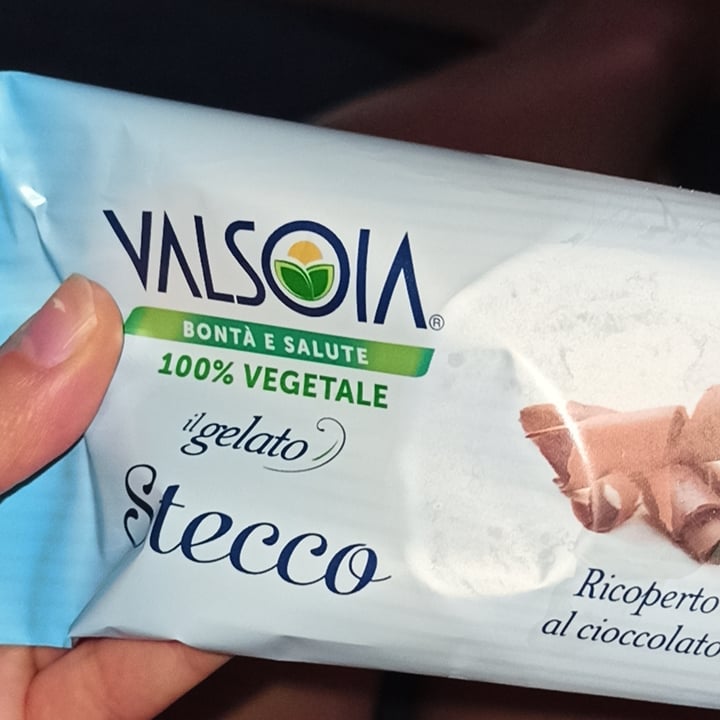 VALSOIA®
BONTÀ E SALUTE
100% VEGETALE
il gelato
Stecco
Ricoperto
al cioccolato